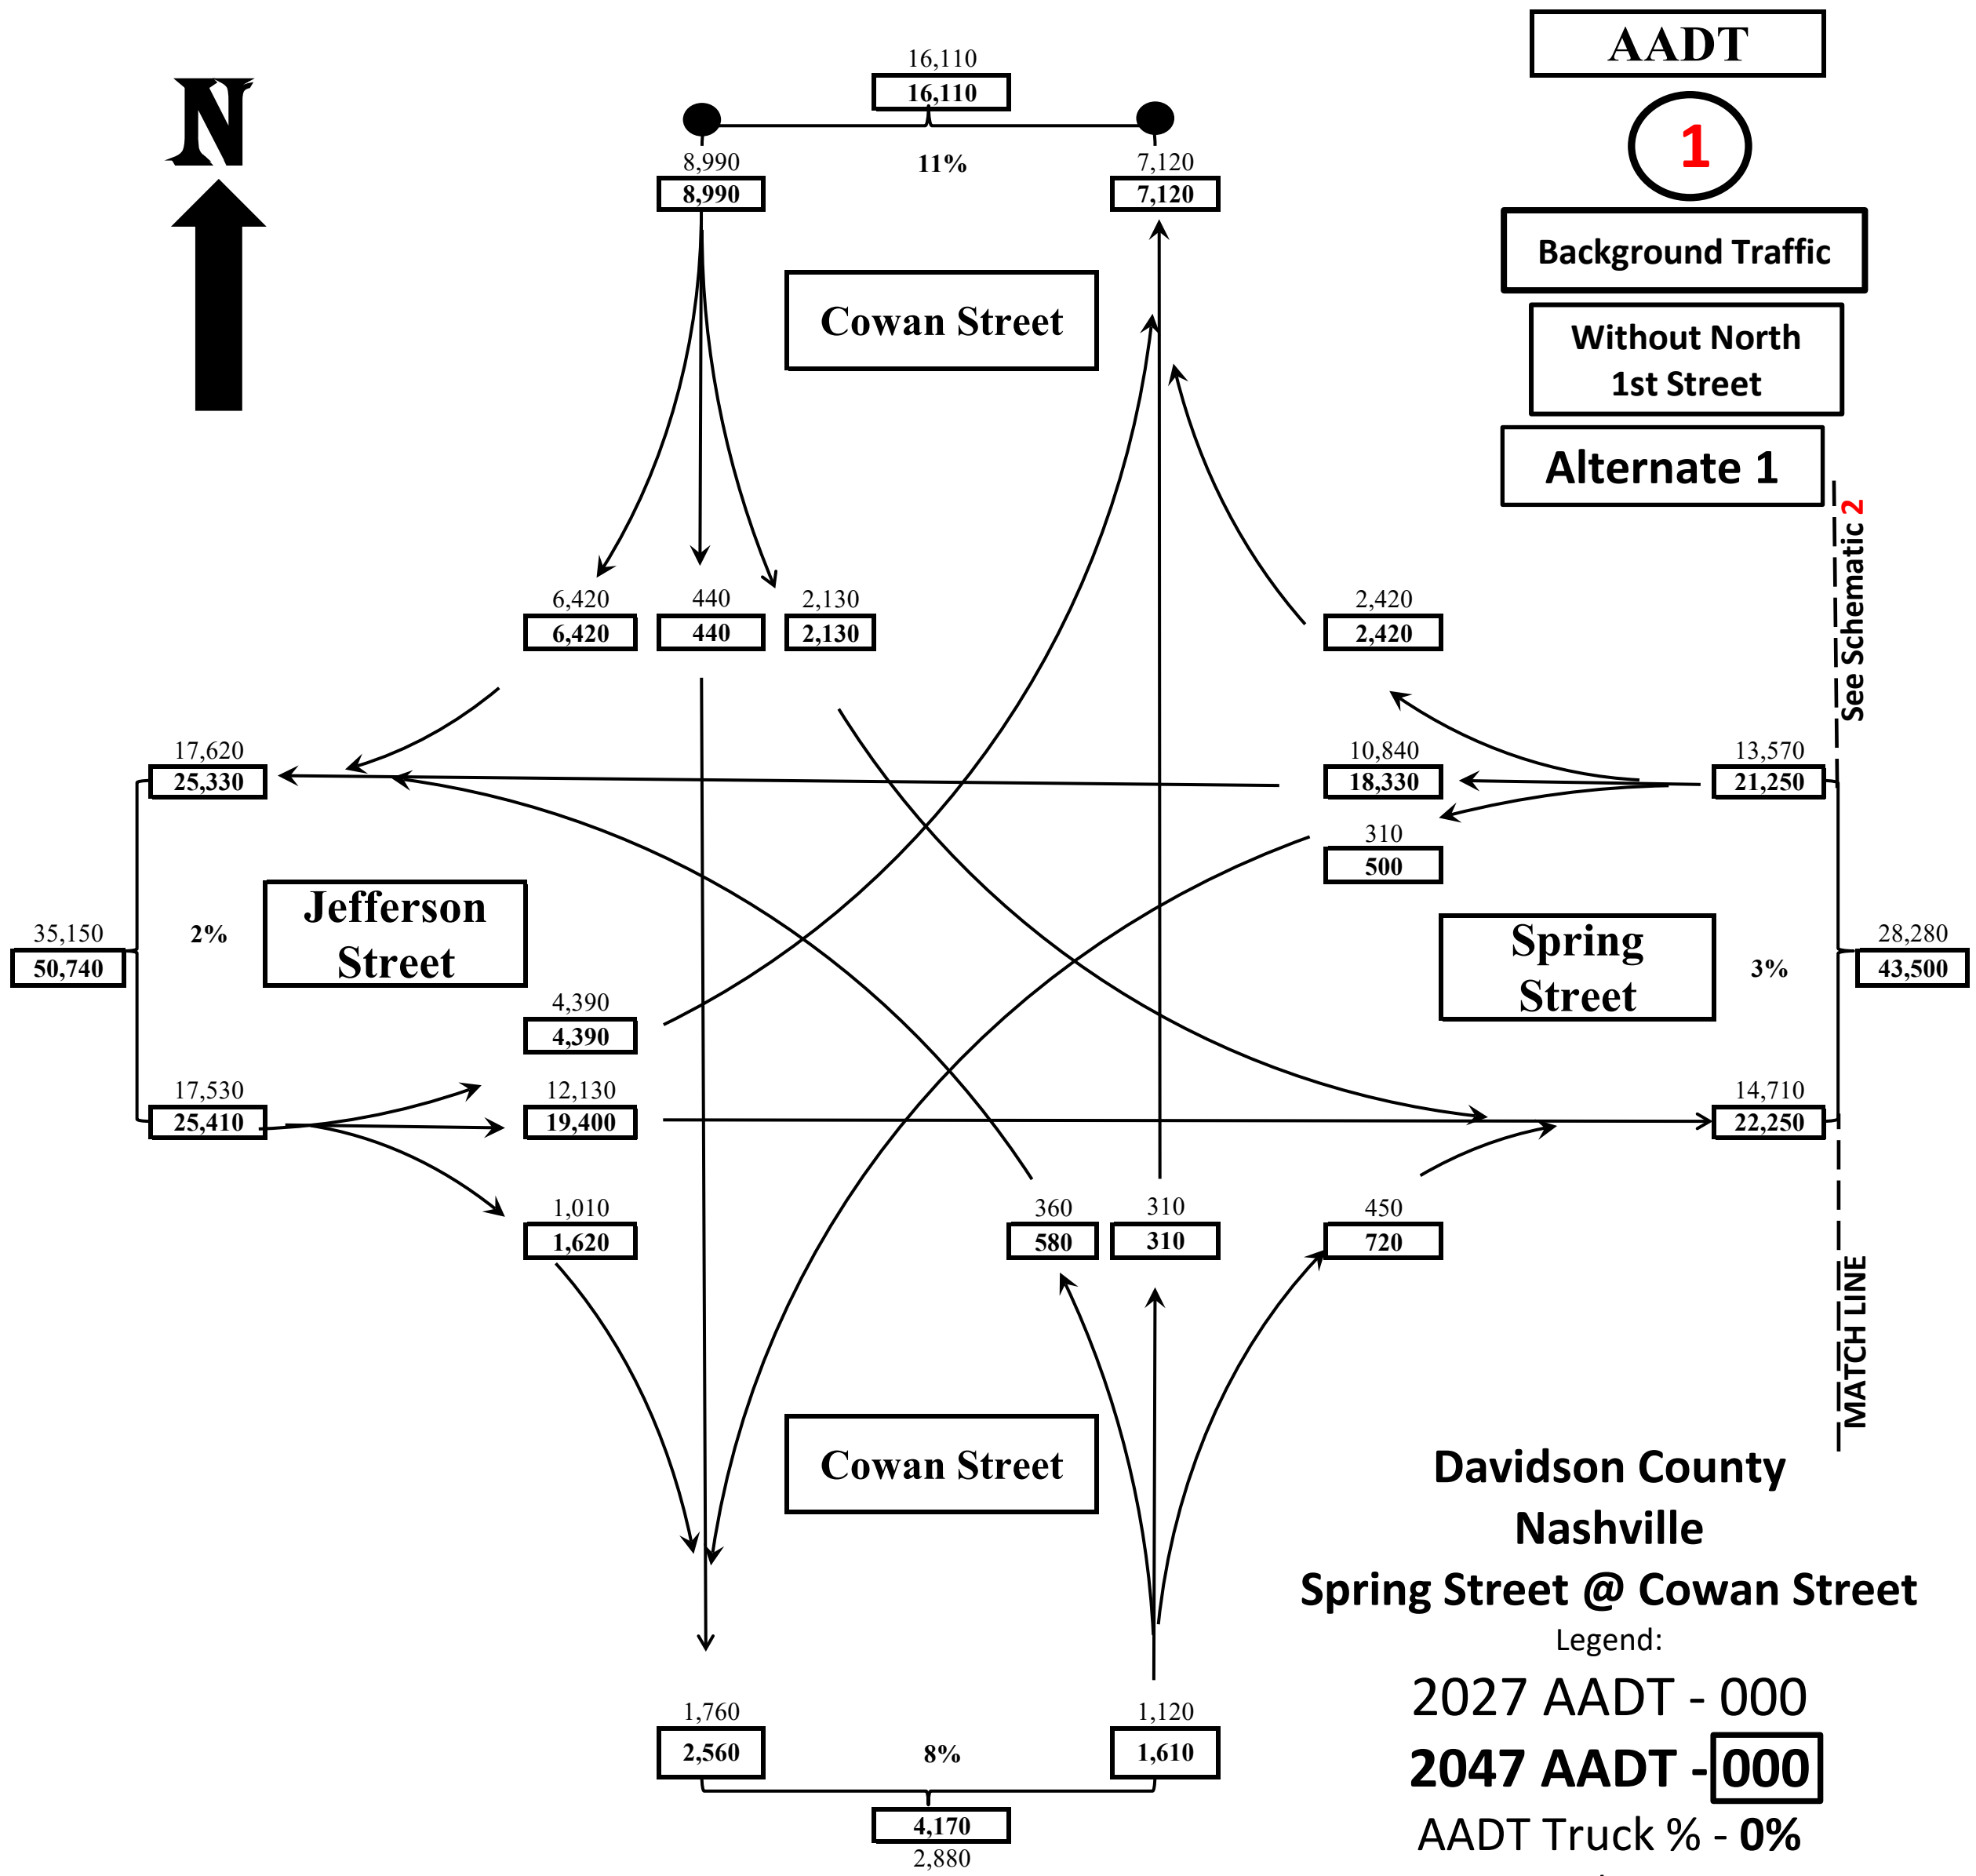 AADT
N
16,110
16,110
1
8,990
11%
7,120
8,990
7,120
Background Traffic
Cowan Street
Without North
1st Street
Alternate 1
See Schematic 2
6,420
440
2,130
2,420
6,420
440
2,130
2,420
17,620
10,840
13,570
25,330
18,330
21,250
310
500
Jefferson
Street
Spring
Street
35,150
2%
28,280
50,740
3%
43,500
4,390
4,390
17,530
12,130
14,710
25,410
19,400
22,250
1,010
360
310
450
1,620
580
310
720
MATCH LINE
Cowan Street
Davidson County
Nashville
Spring Street @ Cowan Street
Legend:
2027 AADT - 000
1,760
1,120
2,560
8%
1,610
2047 AADT - 000
4,170
AADT Truck % - 0%
2,880